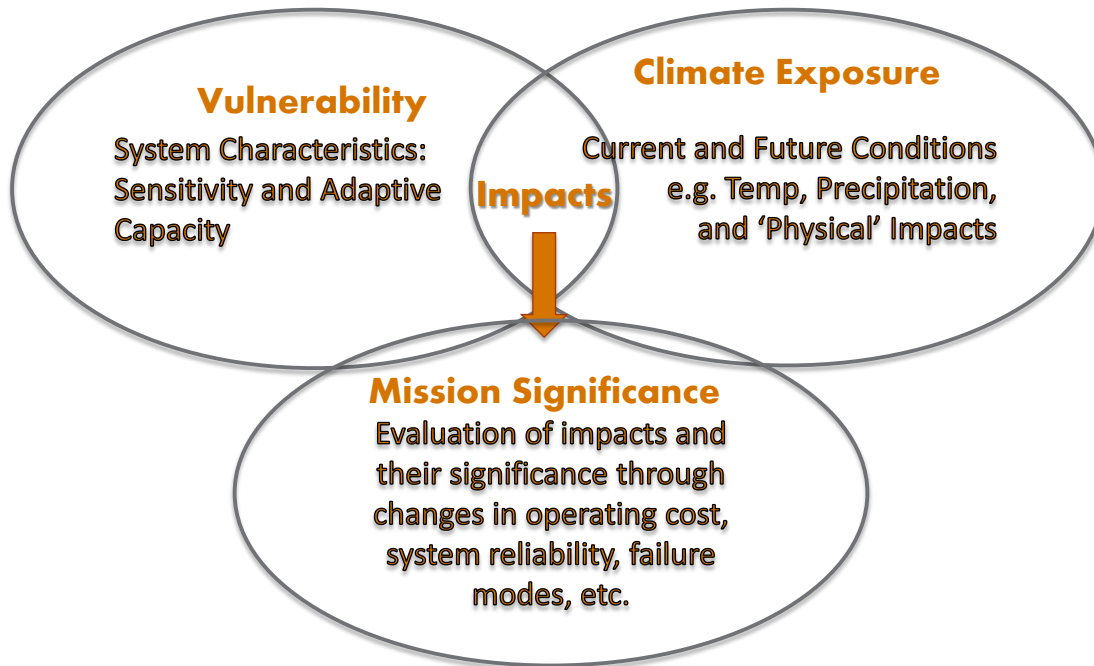 Vulnerability
System Characteristics:
Sensitivity and Adaptive
Capacity
Impacts
Climate Exposure
Current and Future Conditions
e.g. Temp, Precipitation,
and ‘Physical’ Impacts
Mission Significance
Evaluation of impacts and
their significance through
changes in operating cost,
system reliability, failure
modes, etc.